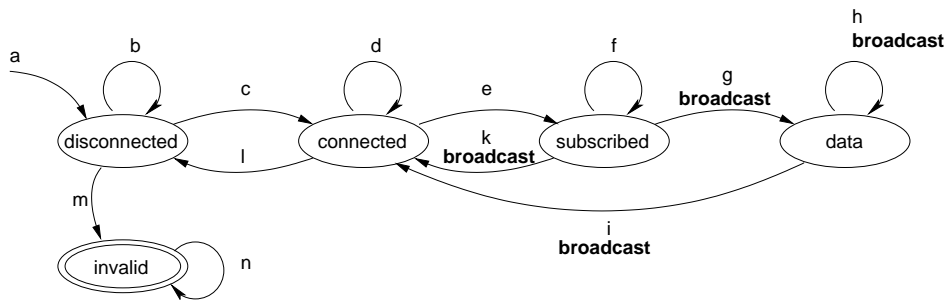 h
broadcast
a
b
d
f
g
broadcast
c
e
disconnected
connected
subscribed
data
l
k
broadcast
m
i
broadcast
invalid
n